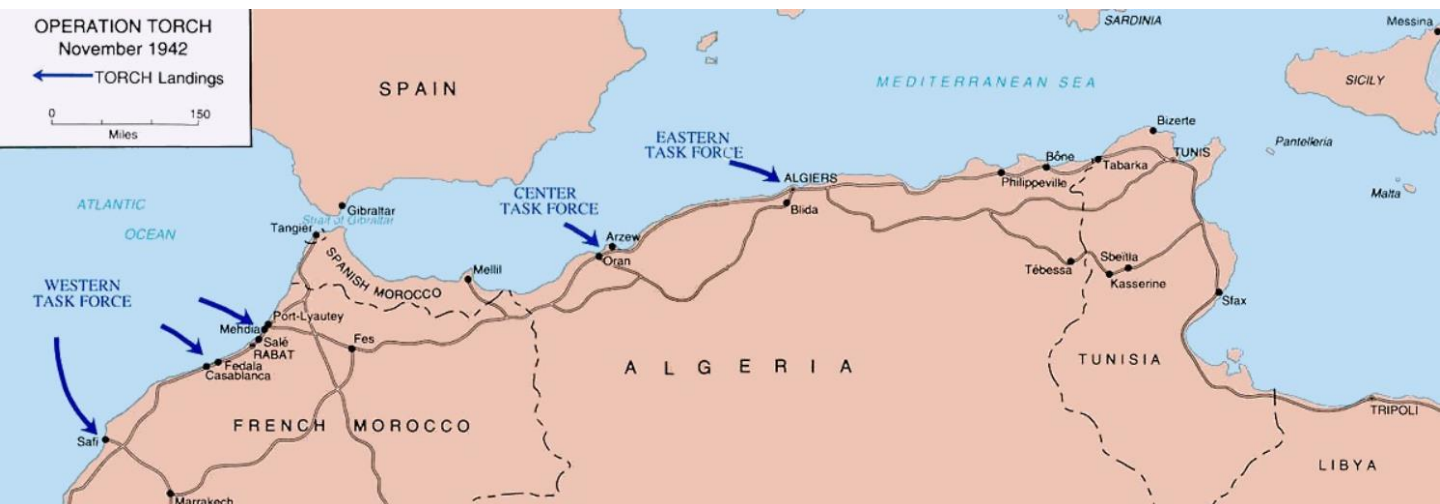 OPERATION TORCH
November 1942
TORCH Landings
0 150
Miles
SPAIN
SARDINIA
Messina
SICILY
MEDITERRANEAN SEA
Pantelleria
Malta
ATLANTIC
OCEAN
Gibraltar
Strait of Gibraltar
Tangier
SPANISH MOROCCO
Mellil
EASTERN
TASK FORCE
CENTER
TASK FORCE
WESTERN
TASK FORCE
ALGIERS
Blida
Arzew
Oran
Philippeville
Bône
Tabarka
Bizerte
TUNIS
Tébessa
Sbeitla
Kasserine
Sfax
Port-Lyautey
Mehdia
Salé
RABAT
Fes
Fedala
Casablanca
Safi
Marrakech
FRENCH MOROCCO
ALGERIA
TUNISIA
TRIPOLI
LIBYA